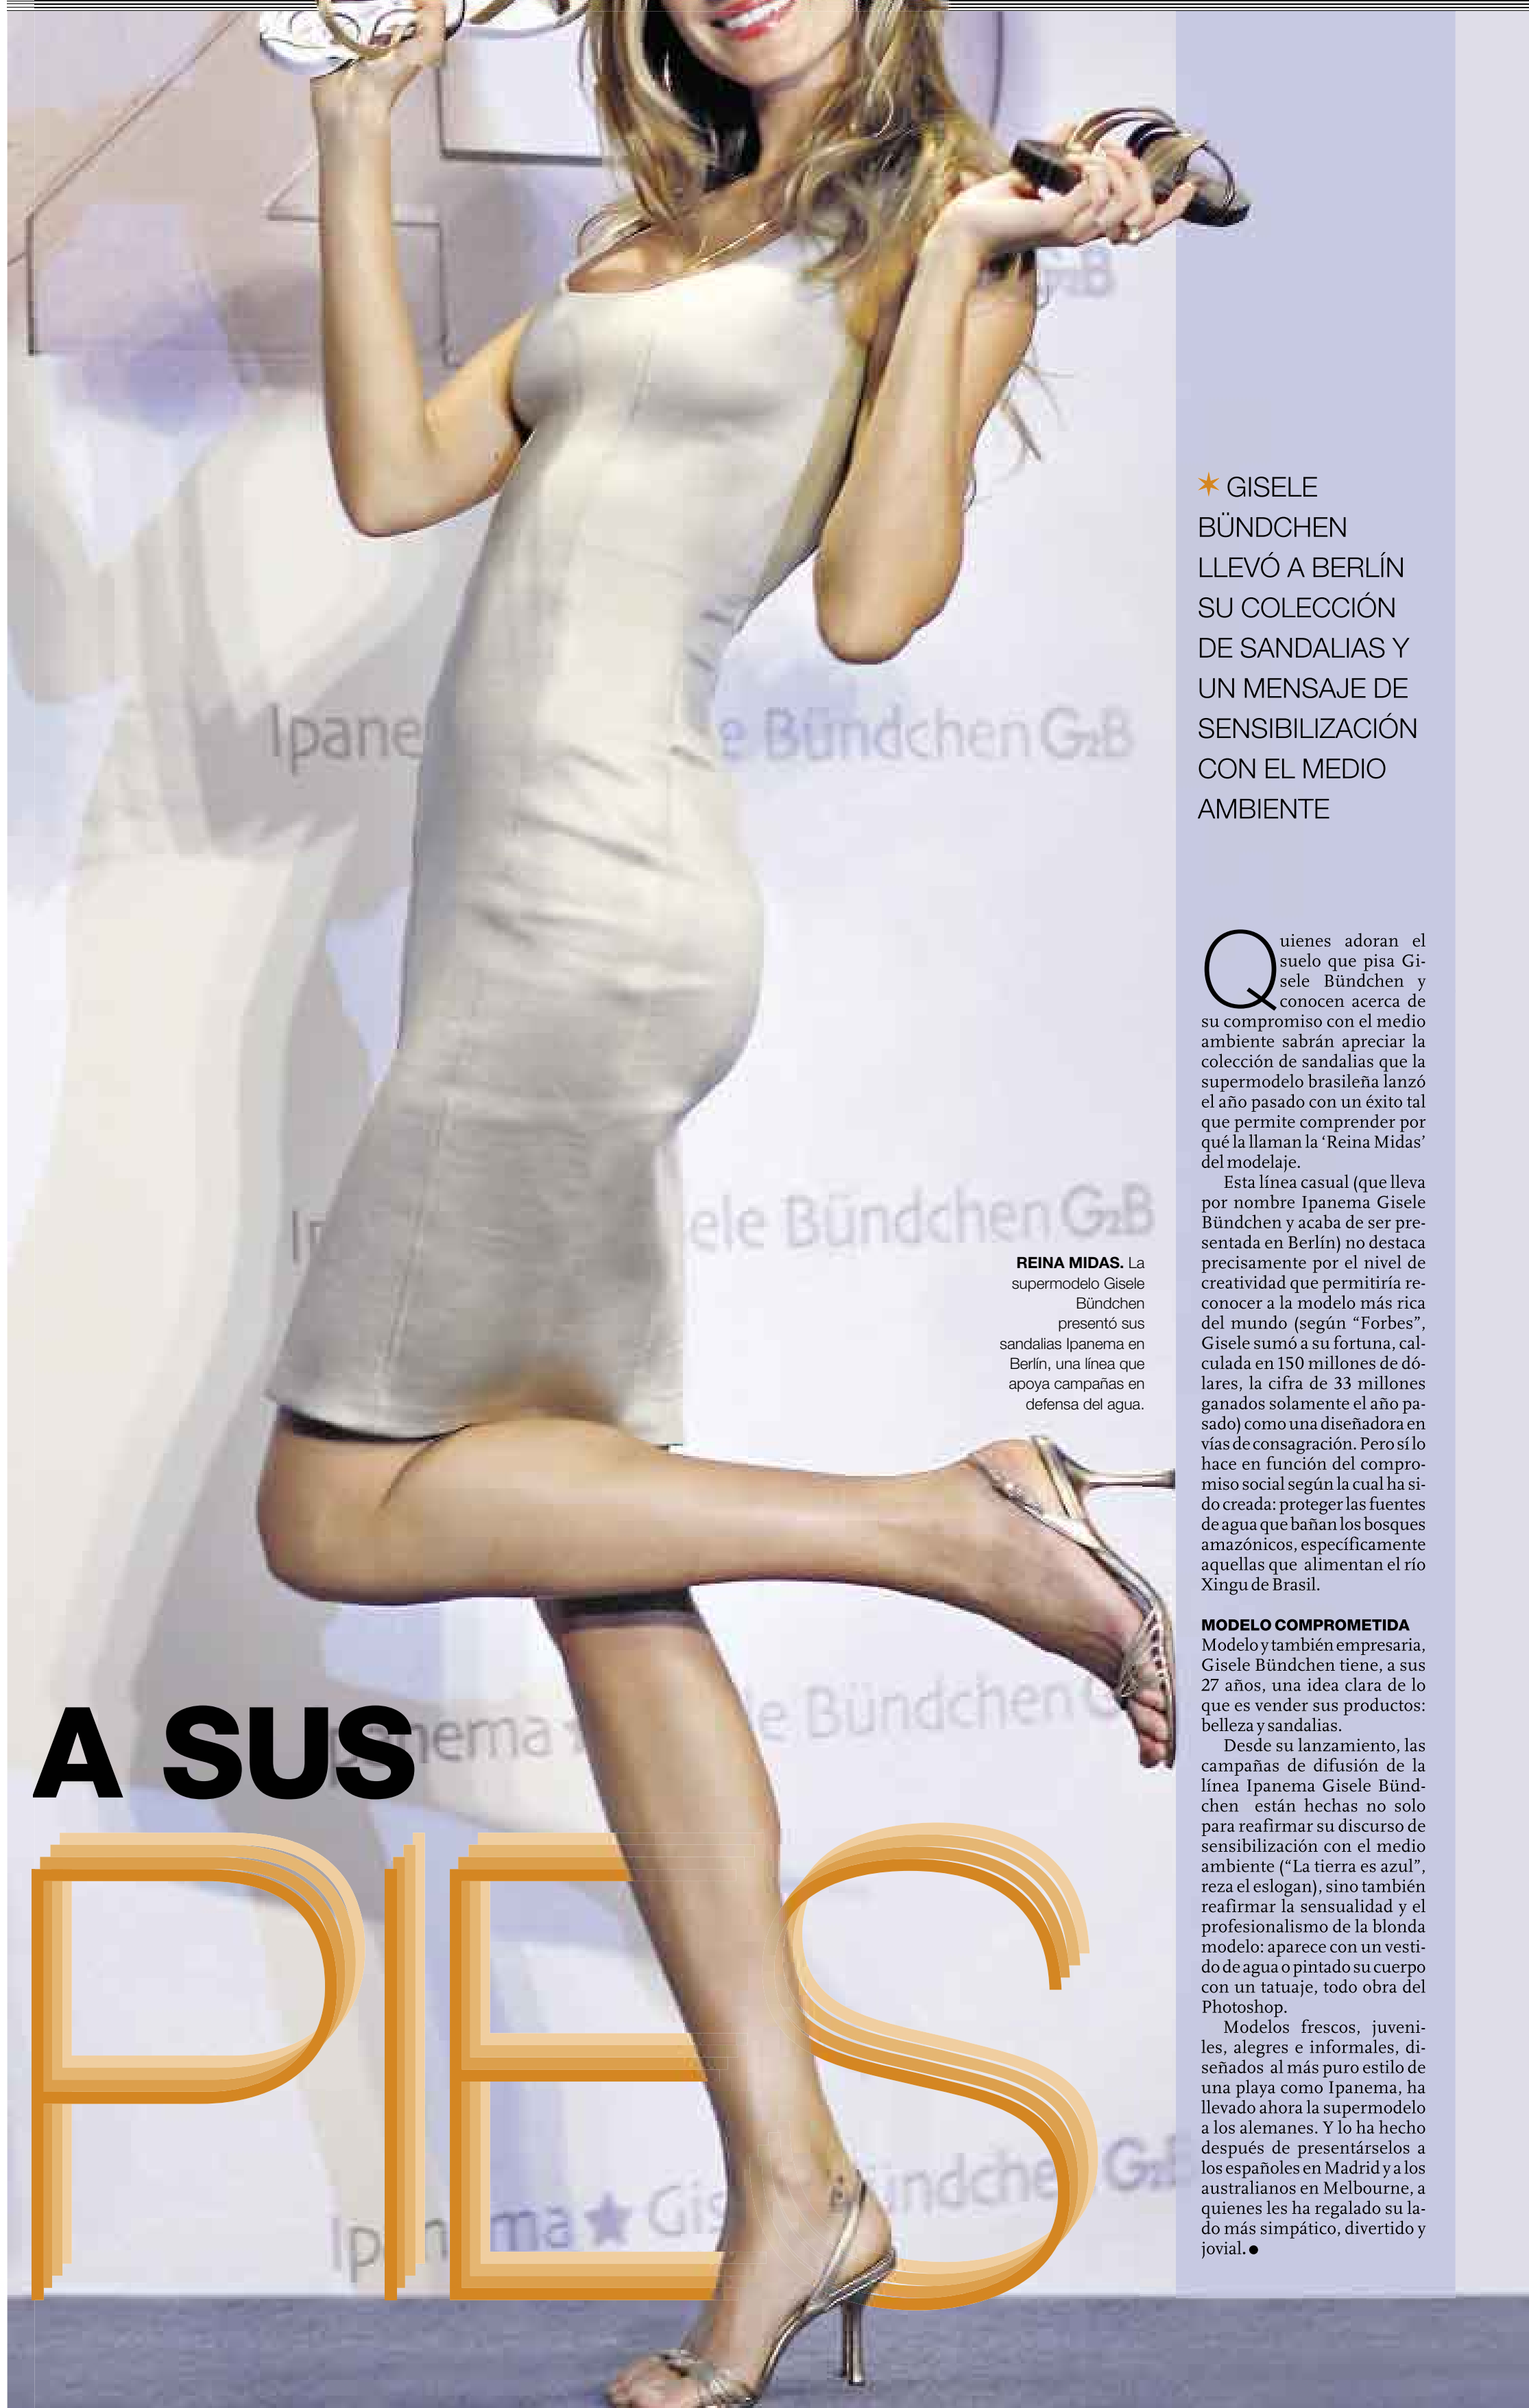 G2B
✶ GISELE
BÜNDCHEN
LLEVÓ A BERLÍN
SU COLECCIÓN
DE SANDALIAS Y
UN MENSAJE DE
SENSIBILIZACIÓN
CON EL MEDIO
AMBIENTE
Ipane e Bündchen G2B
ele Bündchen G2B
REINA MIDAS. La
supermodelo Gisele
Bündchen
presentó sus
sandalias Ipanema en
Berlín, una línea que
apoya campañas en
defensa del agua.
panema e Bündchen G
A SUS
PIES
Ipanema ★ Gis ündche G2B
Quienes adoran el
suelo que pisa Gi-
sele Bündchen y
conocen acerca de
su compromiso con el medio
ambiente sabrán apreciar la
colección de sandalias que la
supermodelo brasileña lanzó
el año pasado con un éxito tal
que permite comprender por
qué la llaman la ‘Reina Midas’
del modelaje.
Esta línea casual (que lleva
por nombre Ipanema Gisele
Bündchen y acaba de ser pre-
sentada en Berlín) no destaca
precisamente por el nivel de
creatividad que permitiría re-
conocer a la modelo más rica
del mundo (según “Forbes”,
Gisele sumó a su fortuna, cal-
culada en 150 millones de dó-
lares, la cifra de 33 millones
ganados solamente el año pa-
sado) como una diseñadora en
vías de consagración. Pero sí lo
hace en función del compro-
miso social según la cual ha si-
do creada: proteger las fuentes
de agua que bañan los bosques
amazónicos, específicamente
aquellas que alimentan el río
Xingu de Brasil.
MODELO COMPROMETIDA
Modelo y también empresaria,
Gisele Bündchen tiene, a sus
27 años, una idea clara de lo
que es vender sus productos:
belleza y sandalias.
Desde su lanzamiento, las
campañas de difusión de la
línea Ipanema Gisele Bünd-
chen están hechas no solo
para reafirmar su discurso de
sensibilización con el medio
ambiente (“La tierra es azul”,
reza el eslogan), sino también
reafirmar la sensualidad y el
profesionalismo de la blonda
modelo: aparece con un vesti-
do de agua o pintado su cuerpo
con un tatuaje, todo obra del
Photoshop.
Modelos frescos, juveni-
les, alegres e informales, di-
señados al más puro estilo de
una playa como Ipanema, ha
llevado ahora la supermodelo
a los alemanes. Y lo ha hecho
después de presentárselos a
los españoles en Madrid y a los
australianos en Melbourne, a
quienes les ha regalado su la-
do más simpático, divertido y
jovial. ●